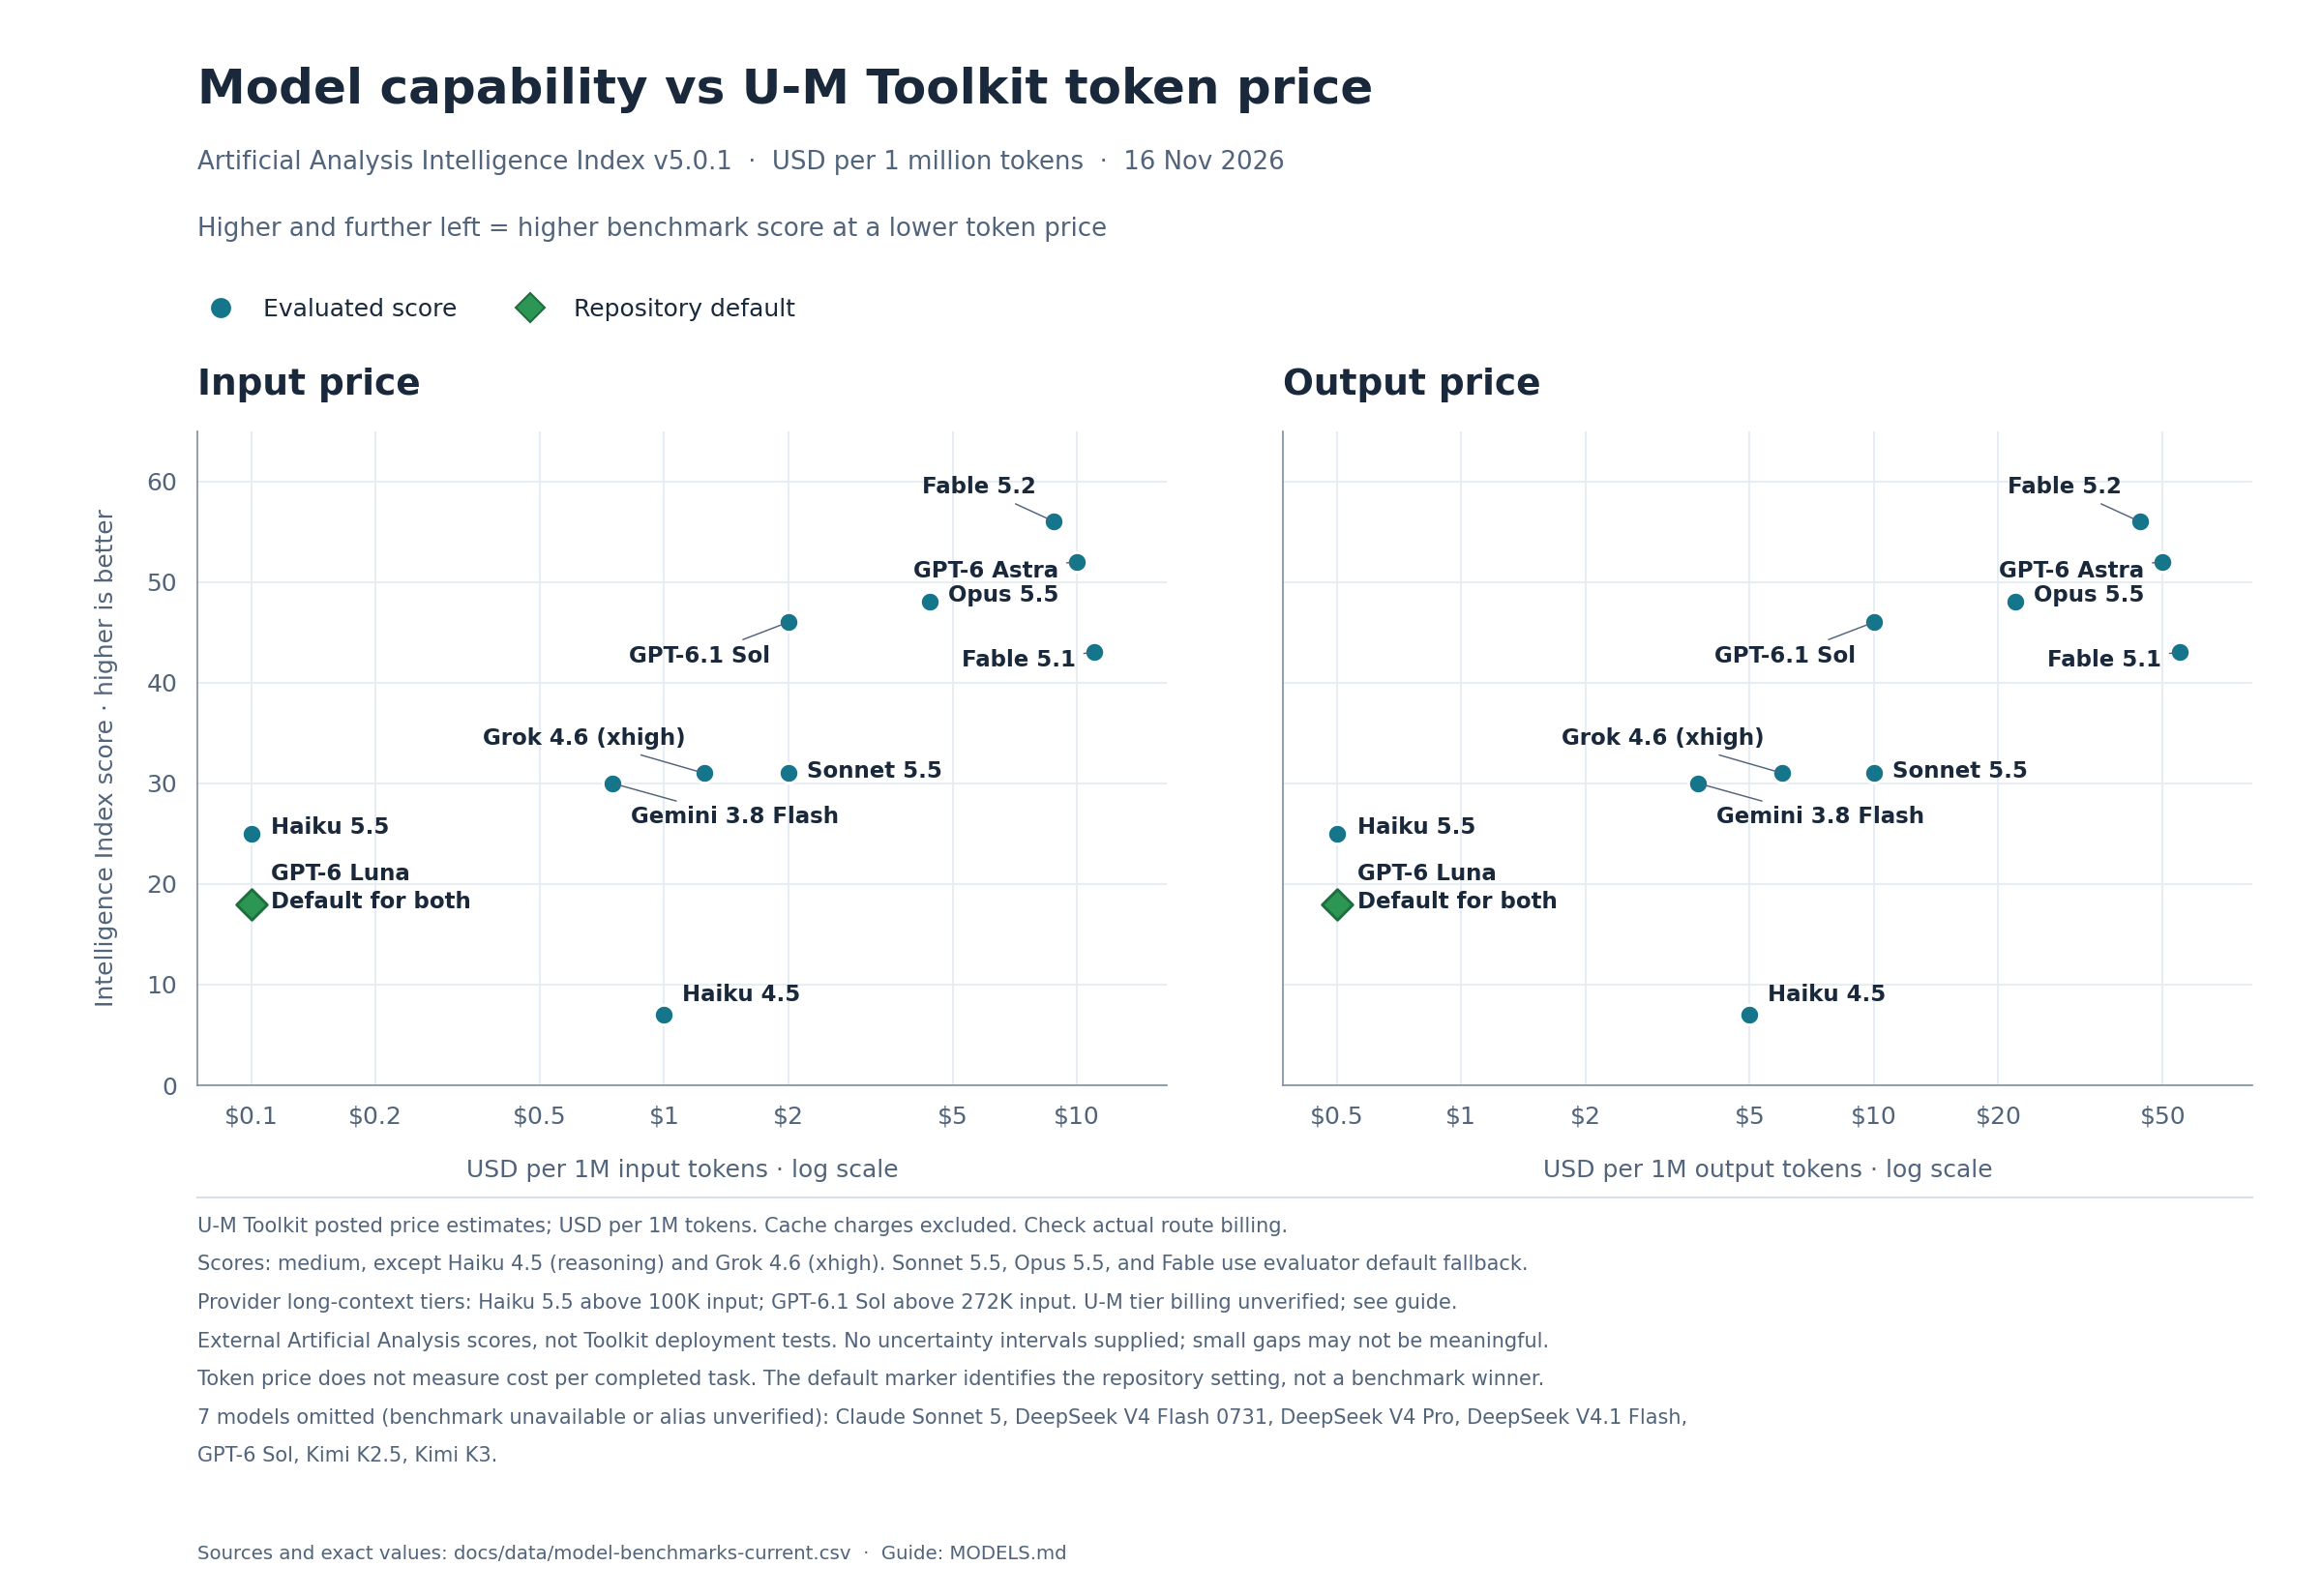 Model capability vs U-M Toolkit token price
Artificial Analysis Intelligence Index v5.0.1 · USD per 1 million tokens · 16 Nov 2026
Higher and further left = higher benchmark score at a lower token price
Evaluated score
Repository default
Input price
Intelligence Index score · higher is better
60
50
40
30
20
10
0
Fable 5.2
GPT-6 Astra
Opus 5.5
GPT-6.1 Sol
Fable 5.1
Grok 4.6 (xhigh)
Sonnet 5.5
Gemini 3.8 Flash
Haiku 5.5
GPT-6 Luna
Default for both
Haiku 4.5
$0.1 $0.2 $0.5 $1 $2 $5 $10
USD per 1M input tokens · log scale
Output price
Fable 5.2
GPT-6 Astra
Opus 5.5
GPT-6.1 Sol
Fable 5.1
Grok 4.6 (xhigh)
Sonnet 5.5
Gemini 3.8 Flash
Haiku 5.5
GPT-6 Luna
Default for both
Haiku 4.5
$0.5 $1 $2 $5 $10 $20 $50
USD per 1M output tokens · log scale
U-M Toolkit posted price estimates; USD per 1M tokens. Cache charges excluded. Check actual route billing.
Scores: medium, except Haiku 4.5 (reasoning) and Grok 4.6 (xhigh). Sonnet 5.5, Opus 5.5, and Fable use evaluator default fallback.
Provider long-context tiers: Haiku 5.5 above 100K input; GPT-6.1 Sol above 272K input. U-M tier billing unverified; see guide.
External Artificial Analysis scores, not Toolkit deployment tests. No uncertainty intervals supplied; small gaps may not be meaningful.
Token price does not measure cost per completed task. The default marker identifies the repository setting, not a benchmark winner.
7 models omitted (benchmark unavailable or alias unverified): Claude Sonnet 5, DeepSeek V4 Flash 0731, DeepSeek V4 Pro, DeepSeek V4.1 Flash,
GPT-6 Sol, Kimi K2.5, Kimi K3.
Sources and exact values: docs/data/model-benchmarks-current.csv · Guide: MODELS.md